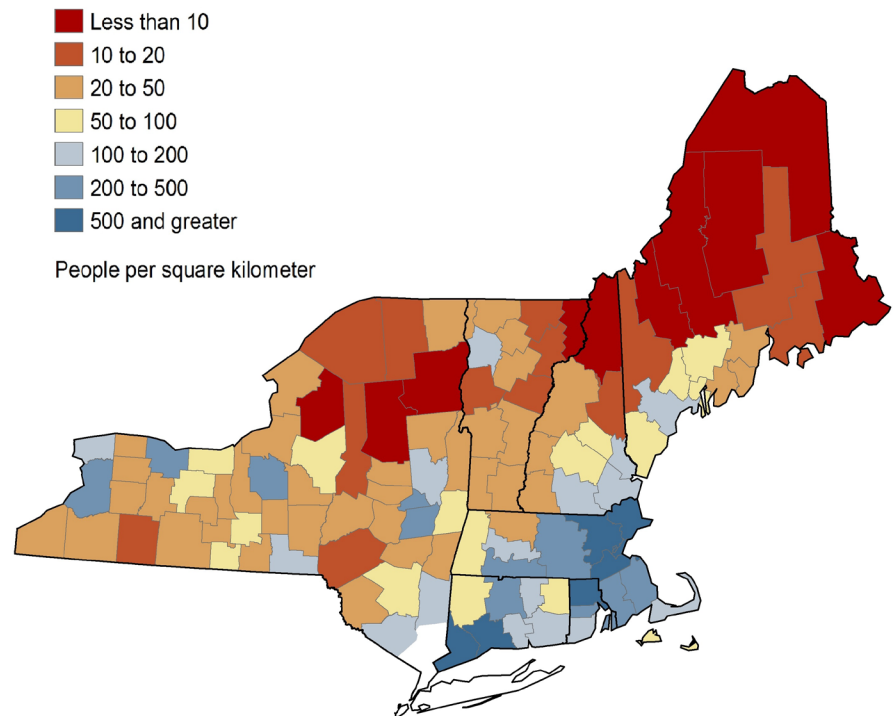 Less than 10
10 to 20
20 to 50
50 to 100
100 to 200
200 to 500
500 and greater
People per square kilometer